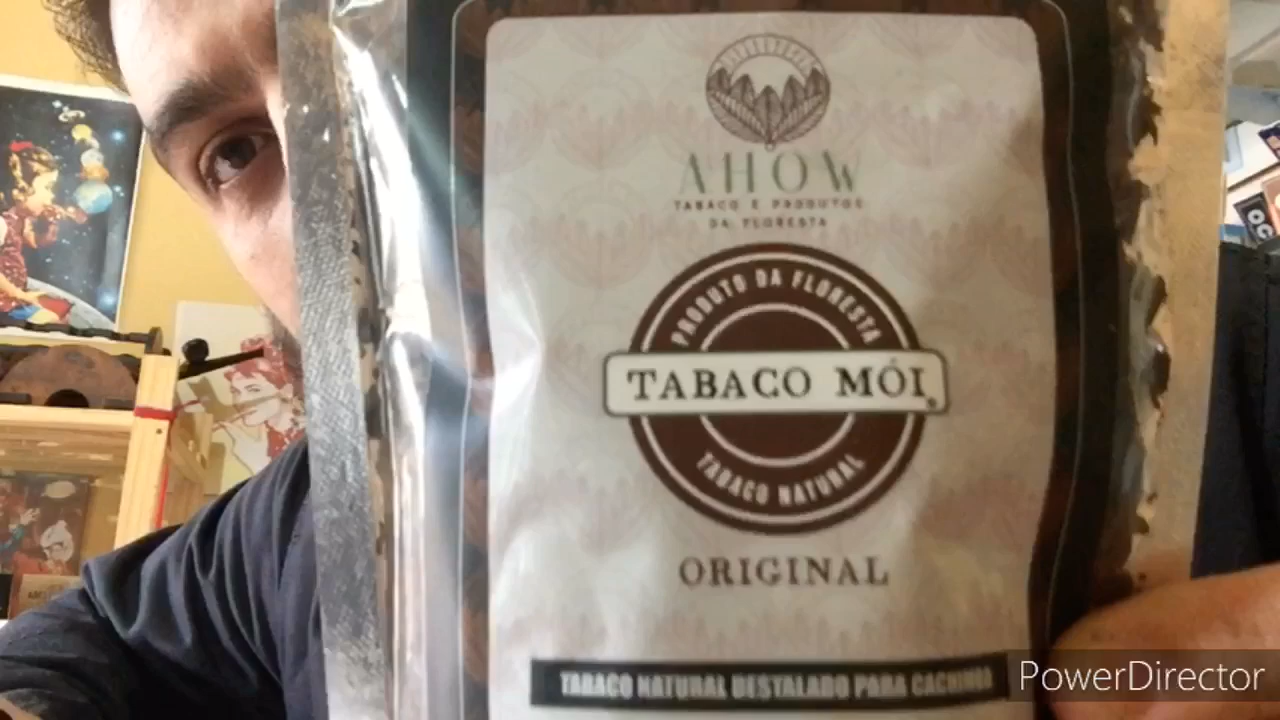 AHOW
TABACO E PRODUTOS
DA FLORESTA
PRODUTO DA FLORESTA
TABACO MÓI
TABACO NATURAL
ORIGINAL
TABACO NATURAL DESTALADO PARA CACHIMBO
PowerDirector